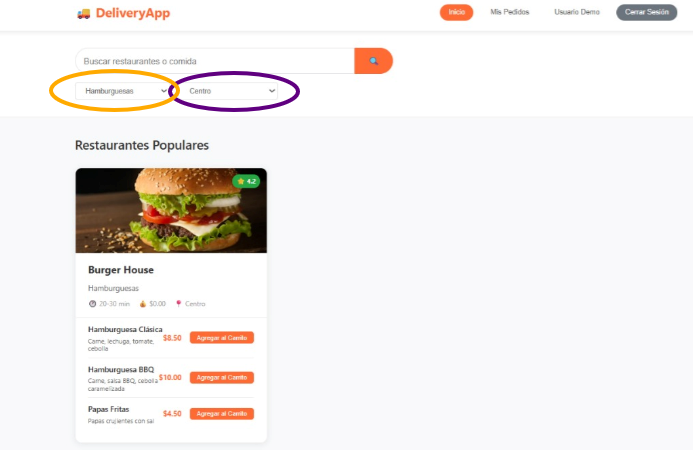 DeliveryApp
Inicio Mis Pedidos Usuario Demo Cerrar Sesión
Buscar restaurantes o comida
Hamburguesas Centro
Restaurantes Populares
4.2
Burger House
Hamburguesas
20-30 min $0.00 Centro
Hamburguesa Clásica
Carne, lechuga, tomate, cebolla
$8.50 Agregar al Carrito
Hamburguesa BBQ
Carne, salsa BBQ, cebolla caramelizada
$10.00 Agregar al Carrito
Papas Fritas
Papas crujientes con sal
$4.50 Agregar al Carrito